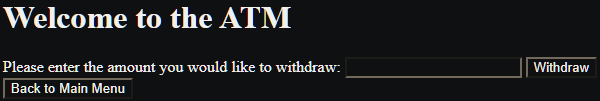 Welcome to the ATM
Please enter the amount you would like to withdraw: Withdraw
Back to Main Menu